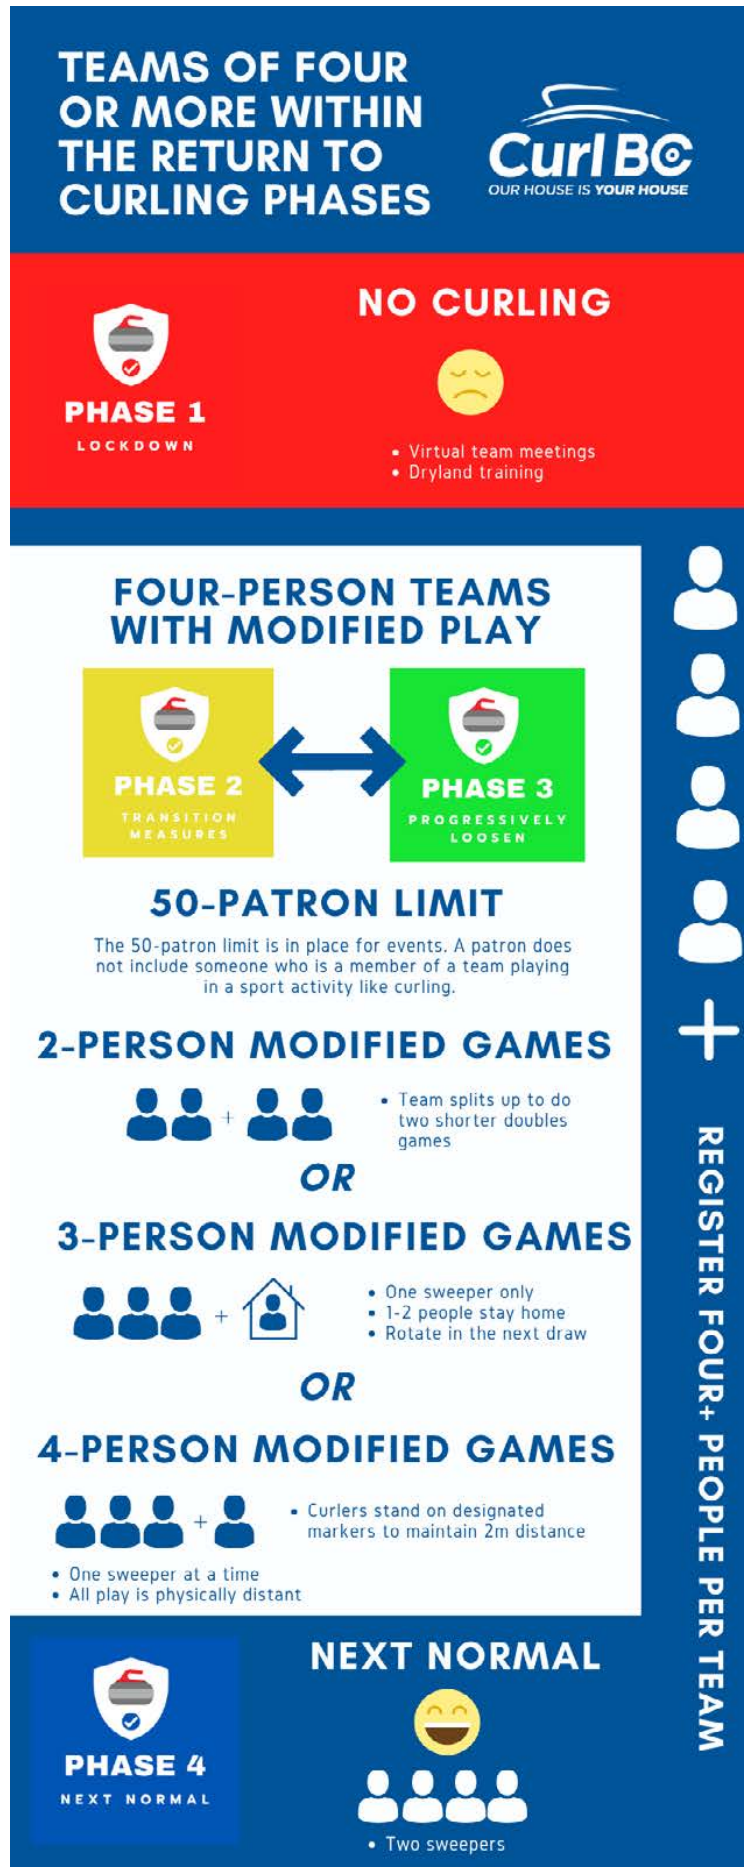 TEAMS OF FOUR
OR MORE WITHIN
THE RETURN TO
CURLING PHASES
Curl BC
OUR HOUSE IS YOUR HOUSE
NO CURLING
PHASE 1
LOCKDOWN
• Virtual team meetings
• Dryland training
FOUR-PERSON TEAMS
WITH MODIFIED PLAY
PHASE 2
TRANSITION
MEASURES
PHASE 3
PROGRESSIVELY
LOOSEN
50-PATRON LIMIT
The 50-patron limit is in place for events. A patron does
not include someone who is a member of a team playing
in a sport activity like curling.
2-PERSON MODIFIED GAMES
+
• Team splits up to do
two shorter doubles
games
OR
3-PERSON MODIFIED GAMES
+
• One sweeper only
• 1-2 people stay home
• Rotate in the next draw
OR
4-PERSON MODIFIED GAMES
+
• Curlers stand on designated
markers to maintain 2m distance
• One sweeper at a time
• All play is physically distant
+
REGISTER FOUR+ PEOPLE PER TEAM
NEXT NORMAL
PHASE 4
NEXT NORMAL
• Two sweepers